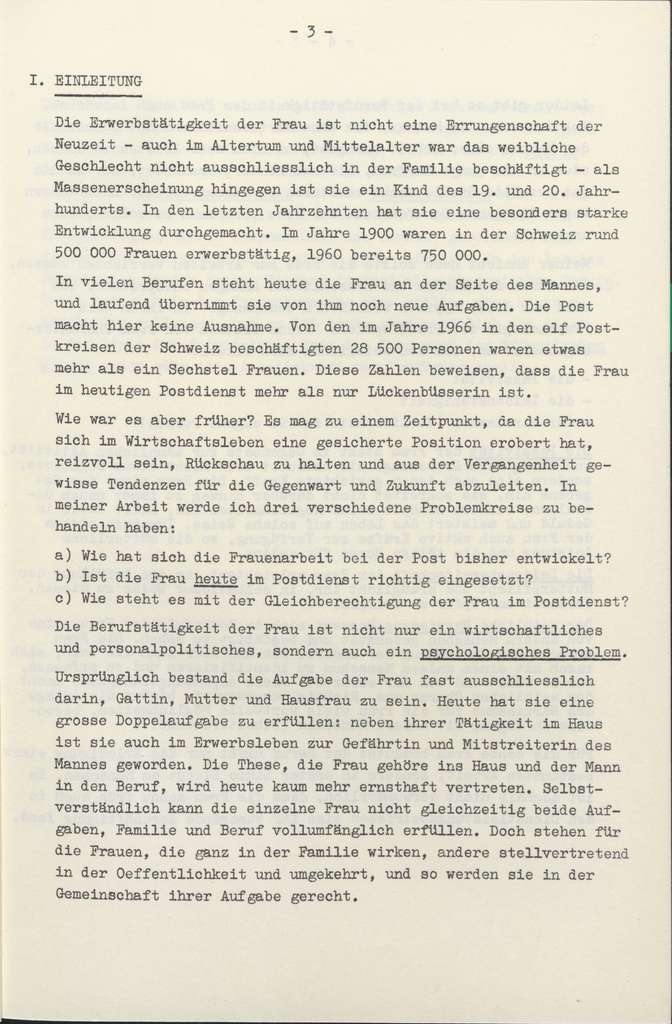 - 3 -
I. EINLEITUNG
Die Erwerbstätigkeit der Frau ist nicht eine Errungenschaft der
Neuzeit - auch im Altertum und Mittelalter war das weibliche
Geschlecht nicht ausschliesslich in der Familie beschäftigt - als
Massenerscheinung hingegen ist sie ein Kind des 19. und 20. Jahr-
hunderts. In den letzten Jahrzehnten hat sie eine besonders starke
Entwicklung durchgemacht. Im Jahre 1900 waren in der Schweiz rund
500 000 Frauen erwerbstätig, 1960 bereits 750 000.
In vielen Berufen steht heute die Frau an der Seite des Mannes,
und laufend übernimmt sie von ihm noch neue Aufgaben. Die Post
macht hier keine Ausnahme. Von den im Jahre 1966 in den elf Post-
kreisen der Schweiz beschäftigten 28 500 Personen waren etwas
mehr als ein Sechstel Frauen. Diese Zahlen beweisen, dass die Frau
im heutigen Postdienst mehr als nur Lückenbüsserin ist.
Wie war es aber früher? Es mag zu einem Zeitpunkt, da die Frau
sich im Wirtschaftsleben eine gesicherte Position erobert hat,
reizvoll sein, Rückschau zu halten und aus der Vergangenheit ge-
wisse Tendenzen für die Gegenwart und Zukunft abzuleiten. In
meiner Arbeit werde ich drei verschiedene Problemkreise zu be-
handeln haben:
a) Wie hat sich die Frauenarbeit bei der Post bisher entwickelt?
b) Ist die Frau heute im Postdienst richtig eingesetzt?
c) Wie steht es mit der Gleichberechtigung der Frau im Postdienst?
Die Berufstätigkeit der Frau ist nicht nur ein wirtschaftliches
und personalpolitisches, sondern auch ein psychologisches Problem.
Ursprünglich bestand die Aufgabe der Frau fast ausschliesslich
darin, Gattin, Mutter und Hausfrau zu sein. Heute hat sie eine
grosse Doppelaufgabe zu erfüllen: neben ihrer Tätigkeit im Haus
ist sie auch im Erwerbsleben zur Gefährtin und Mitstreiterin des
Mannes geworden. Die These, die Frau gehöre ins Haus und der Mann
in den Beruf, wird heute kaum mehr ernsthaft vertreten. Selbst-
verständlich kann die einzelne Frau nicht gleichzeitig beide Auf-
gaben, Familie und Beruf vollumfänglich erfüllen. Doch stehen für
die Frauen, die ganz in der Familie wirken, andere stellvertretend
in der Oeffentlichkeit und umgekehrt, und so werden sie in der
Gemeinschaft ihrer Aufgabe gerecht.